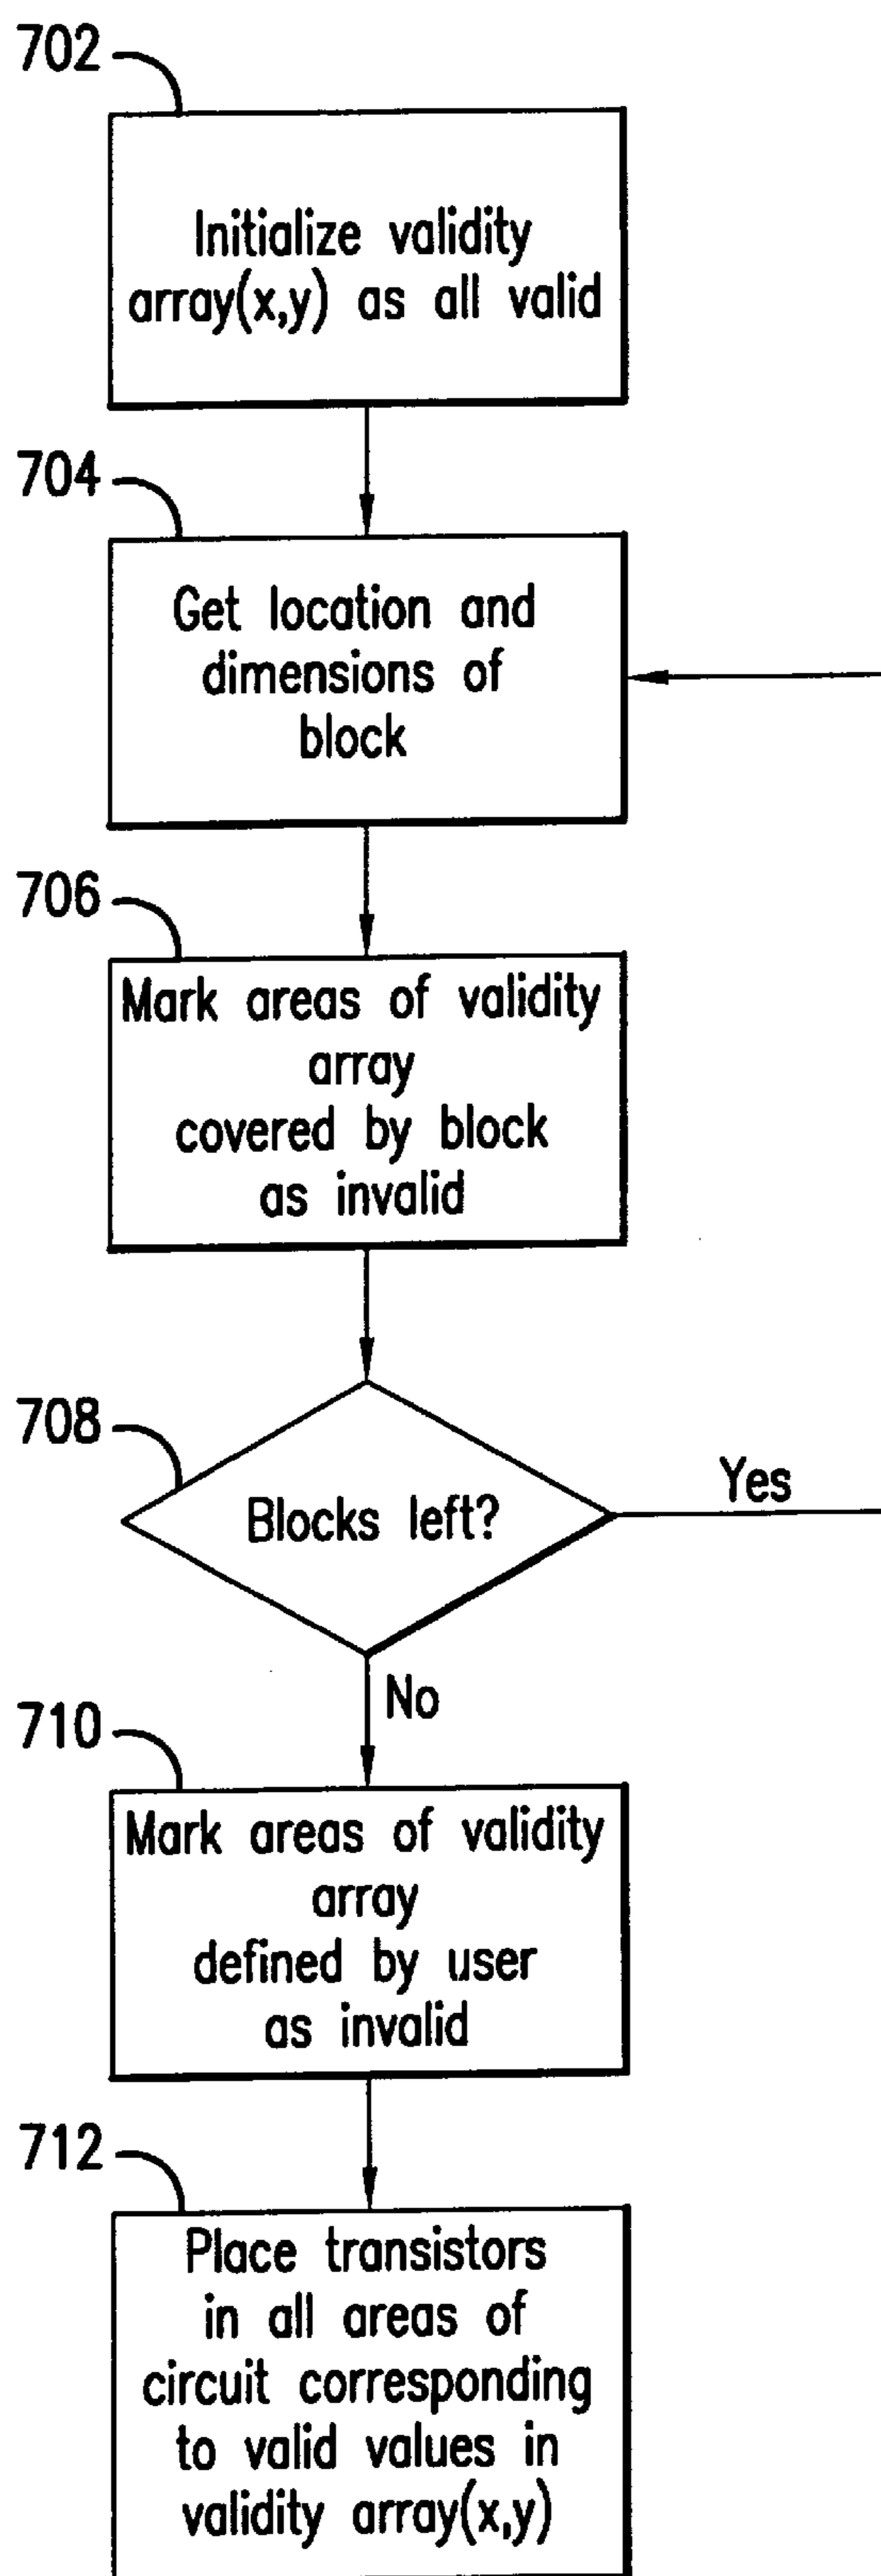 702
Initialize validity
array(x,y) as all valid
704
Get location and
dimensions of
block
706
Mark areas of validity
array
covered by block
as invalid
708
Blocks left?
Yes
No
710
Mark areas of validity
array
defined by user
as invalid
712
Place transistors
in all areas of
circuit corresponding
to valid values in
validity array(x,y)